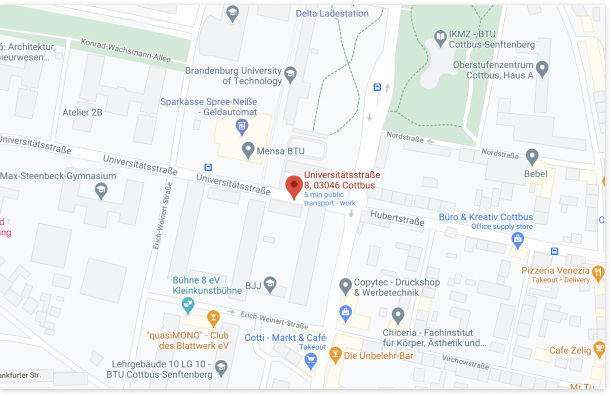 Delta Ladestation
6: Architektur,
nieurwesen...
Konrad-Wachsmann-Allee
IKMZ - BTU
Cottbus-Senftenberg
Oberstufenzentrum
Cottbus, Haus A
Brandenburg University
of Technology
Sparkasse Spree-Neiße
- Geldautomat
Atelier 2B
Mensa BTU
Nordstraße
Nordstraße
Universitätsstraße
Universitätsstraße
Universitätsstraße
Max-Steenbeck-Gymnasium
Universitätsstraße
8, 03046 Cottbus
5 min public
transport - work
Bebel
Erich-Weinert-Straße
Hubertstraße
Büro & Kreativ Cottbus
Office supply store
d
ng
C
Pizzeria Venezia
Takeout • Delivery
Bühne 8 eV
Kleinkunstbühne
BJJ
Copytec - Druckshop
& Werbetechnik
Erich-Weinert-Straße
"quasiMONO" - Club
des Blattwerk eV
Cotti - Markt & Café
Takeout
Chiceria - Fachinstitut
für Körper, Ästhetik und...
Die Unbelehr-Bar
Virchowstraße
Cafe Zelig
Lehrgebäude 10 LG 10 -
BTU Cottbus-Senftenberg
ankfurter Str.
Mr Tu